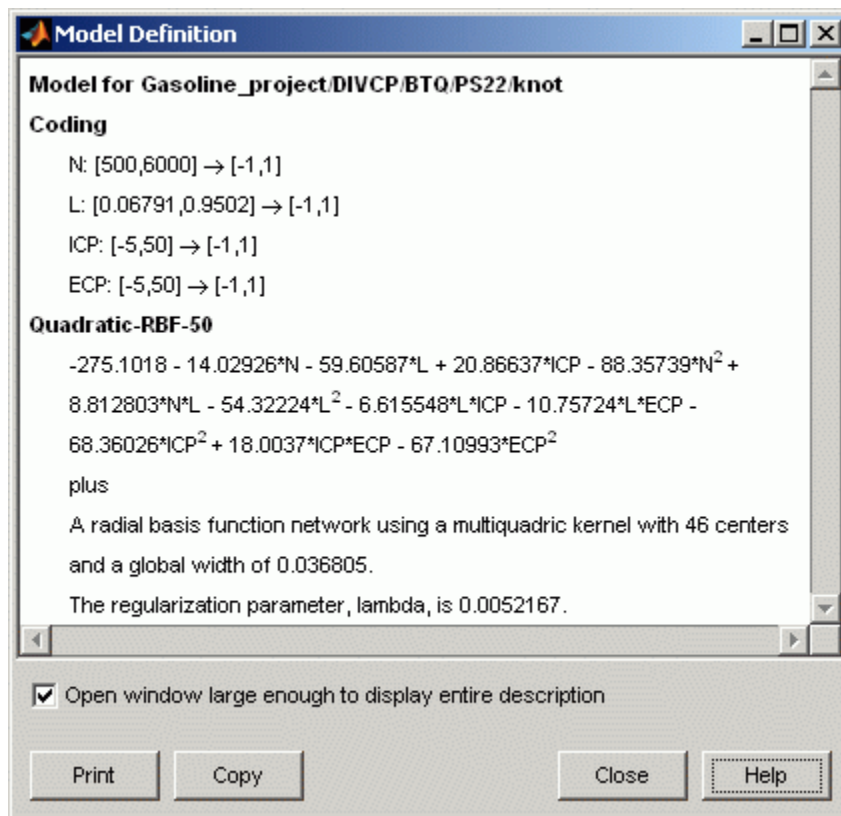 Model Definition
Model for Gasoline_project/DIVCP/BTQ/PS22/knot
Coding
N: [500,6000] → [-1,1]
L: [0.06791,0.9502] → [-1,1]
ICP: [-5,50] → [-1,1]
ECP: [-5,50] → [-1,1]
Quadratic-RBF-50
-275.1018 - 14.02926*N - 59.60587*L + 20.86637*ICP - 88.35739*N² +
8.812803*N*L - 54.32224*L² - 6.615548*L*ICP - 10.75724*L*ECP -
68.36026*ICP² + 18.0037*ICP*ECP - 67.10993*ECP²
plus
A radial basis function network using a multiquadric kernel with 46 centers
and a global width of 0.036805.
The regularization parameter, lambda, is 0.0052167.
Open window large enough to display entire description
Print Copy Close Help